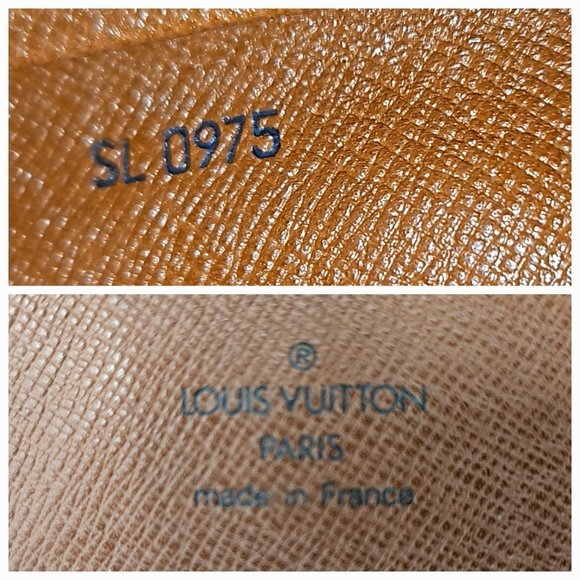 SL 0975
®
LOUIS VUITTON
PARIS
made in France